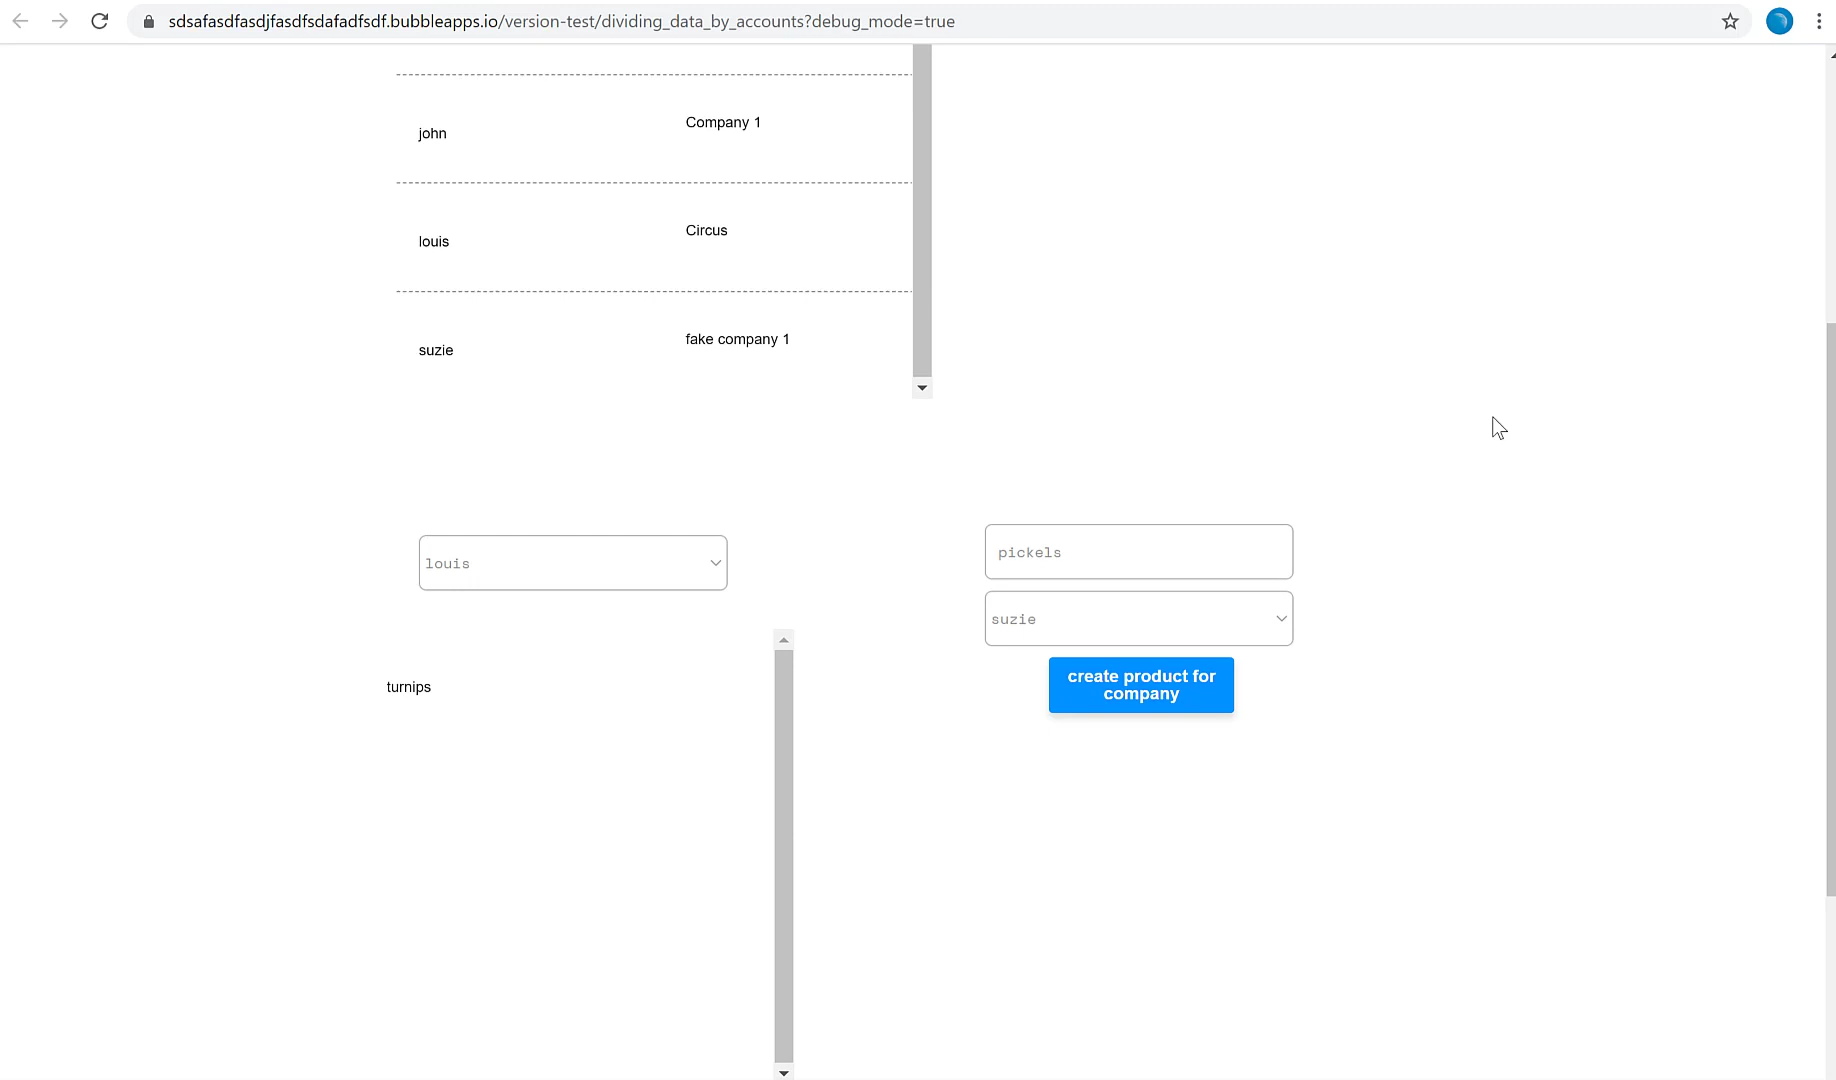 sdsafasdfasdjfasdfsdafadfsdf.bubbleapps.io/version-test/dividing_data_by_accounts?debug_mode=true
john
Company 1
louis
Circus
suzie
fake company 1
louis
pickels
suzie
create product for
company
turnips